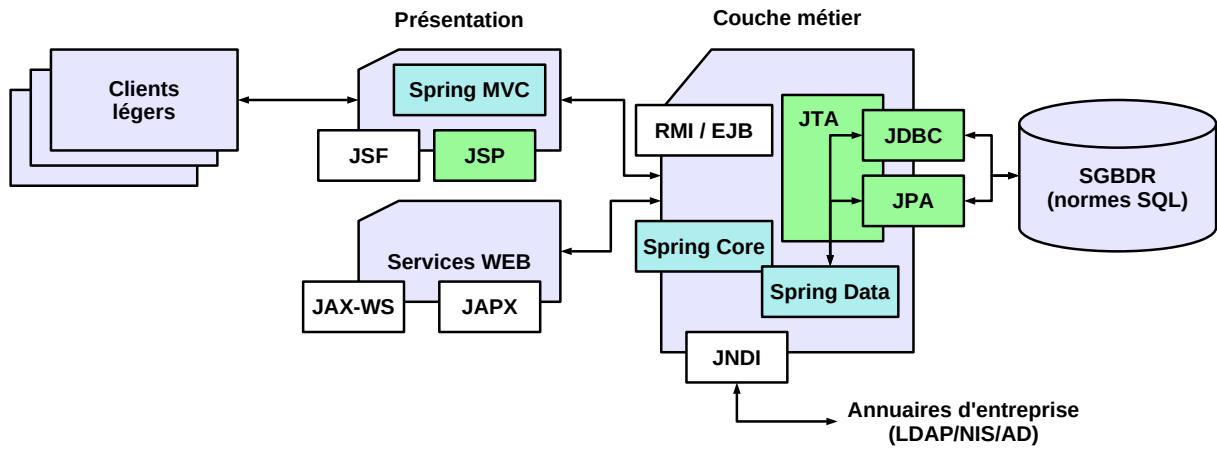 Présentation
Couche métier
Clients
légers
Spring MVC
JSF
JSP
RMI / EJB
JTA
JDBC
JPA
SGBDR
(normes SQL)
Services WEB
JAX-WS
JAPX
Spring Core
Spring Data
JNDI
Annuaires d'entreprise
(LDAP/NIS/AD)